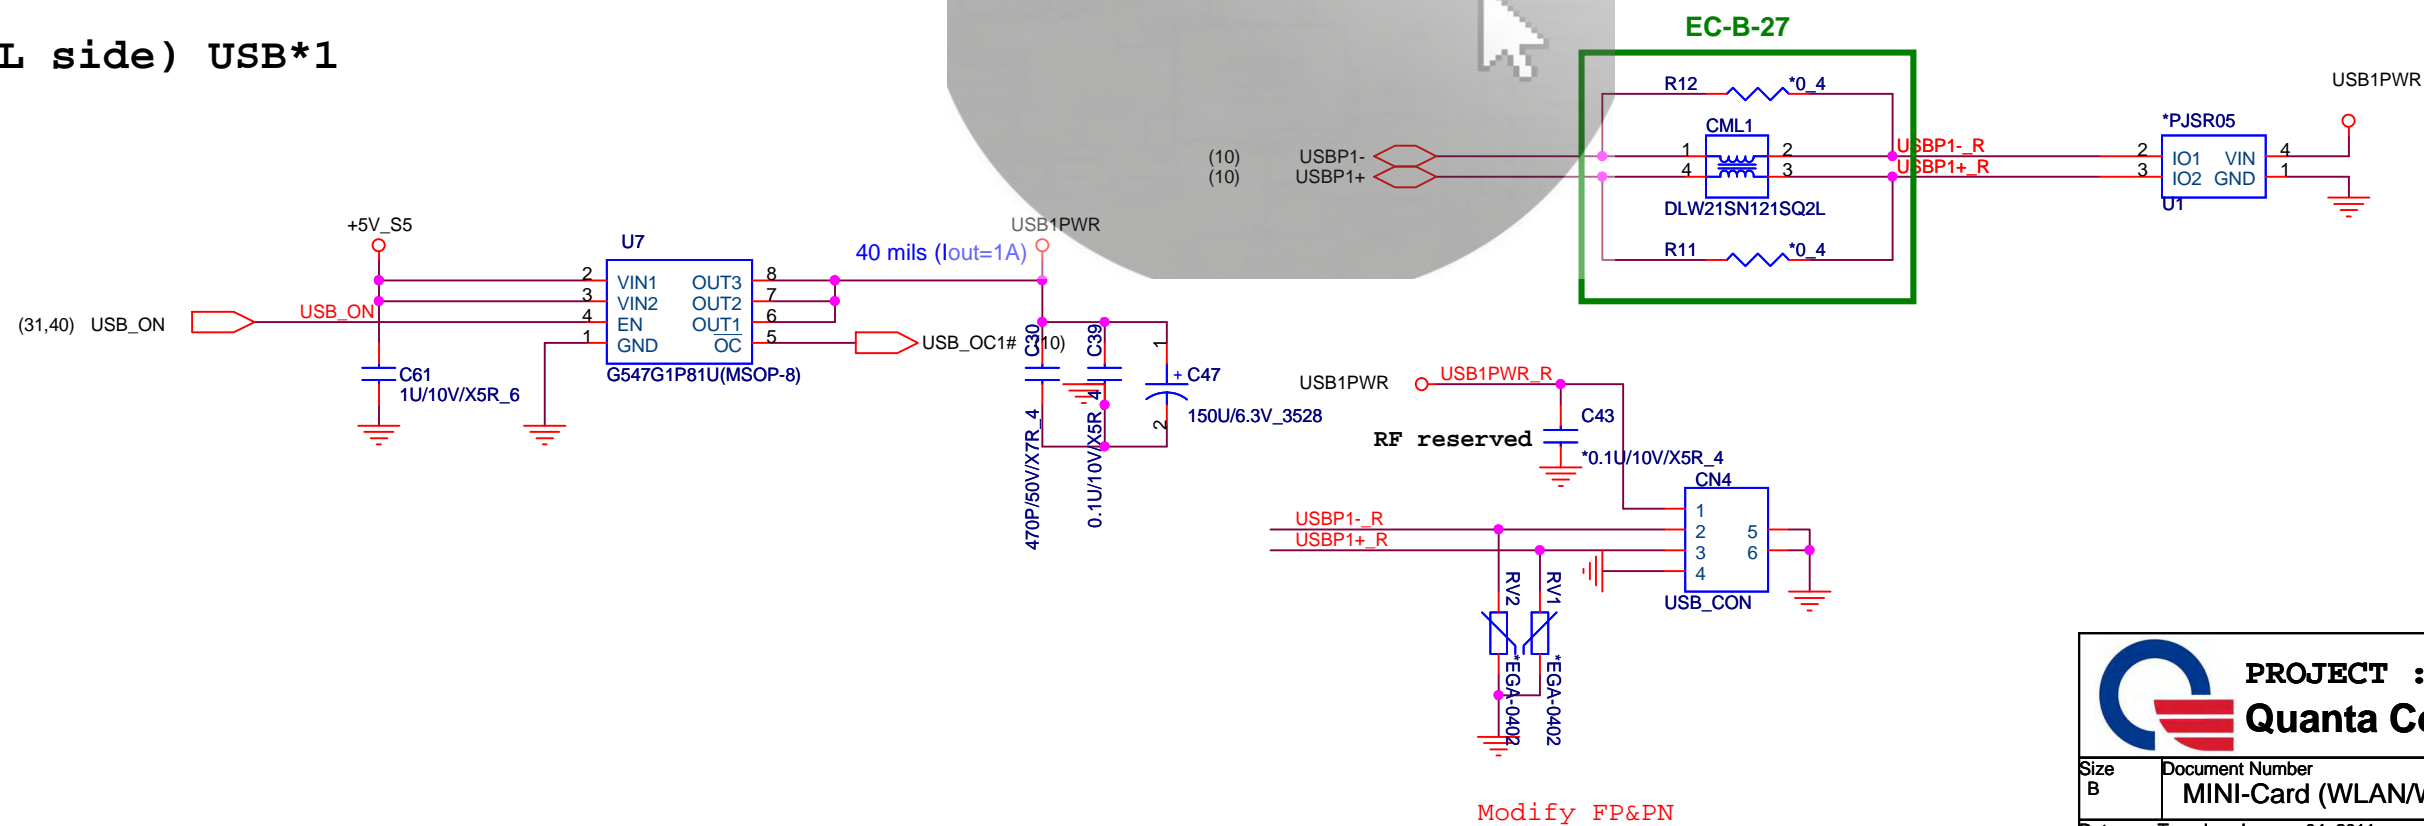 L side) USB*1
EC-B-27
R12 *0_4
USB1PWR
CML1
*PJSR05
(10) USBP1-
1 2
USBP1-_R
2 IO1 VIN 4
(10) USBP1+
4 3
USBP1+_R
3 IO2 GND 1
DLW21SN121SQ2L
U1
R11 *0_4
+5V_S5
U7
USB1PWR
40 mils (Iout=1A)
2 VIN1 OUT3 8
3 VIN2 OUT2 7
(31,40) USB_ON
USB_ON
4 EN OUT1 6
1 GND OC 5
USB_OC1# (10)
G547G1P81U(MSOP-8)
C61
1U/10V/X5R_6
C30
470P/50V/X7R_4
C39
0.1U/10V/X5R_4
1
+ C47
150U/6.3V_3528
2
USB1PWR
USB1PWR_R
C43
RF reserved
*0.1U/10V/X5R_4
CN4
1
USBP1-_R
2 5
USBP1+_R
3 6
4
USB_CON
RV2
*EGA-0402
RV1
*EGA-0402
Modify FP&PN
PROJECT :
Quanta Co
Size
B
Document Number
MINI-Card (WLAN/W